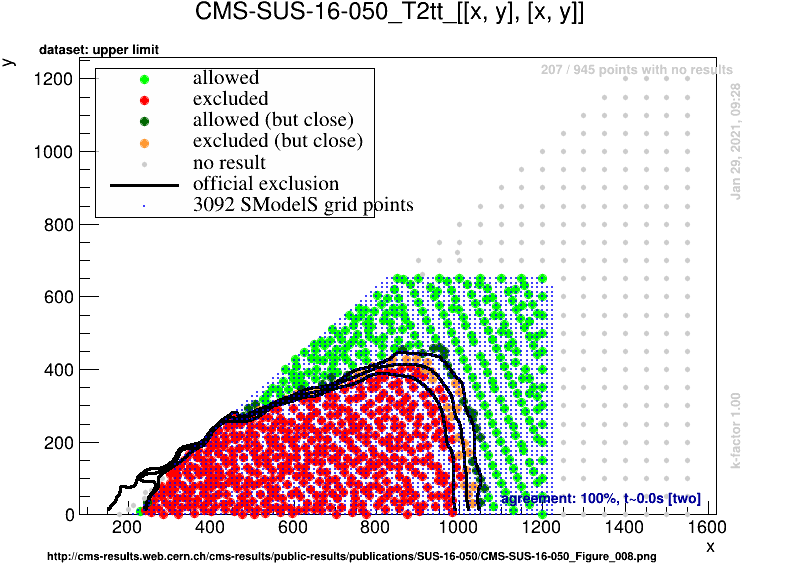 CMS-SUS-16-050_T2tt_[[x, y], [x, y]]
dataset: upper limit
y
207 / 945 points with no results
allowed
excluded
allowed (but close)
excluded (but close)
no result
official exclusion
3092 SModelS grid points
Jan 29, 2021, 09:28
k-factor 1.00
1200
1000
800
600
400
200
0
agreement: 100%, t~0.0s [two]
200 400 600 800 1000 1200 1400 1600
x
http://cms-results.web.cern.ch/cms-results/public-results/publications/SUS-16-050/CMS-SUS-16-050_Figure_008.png